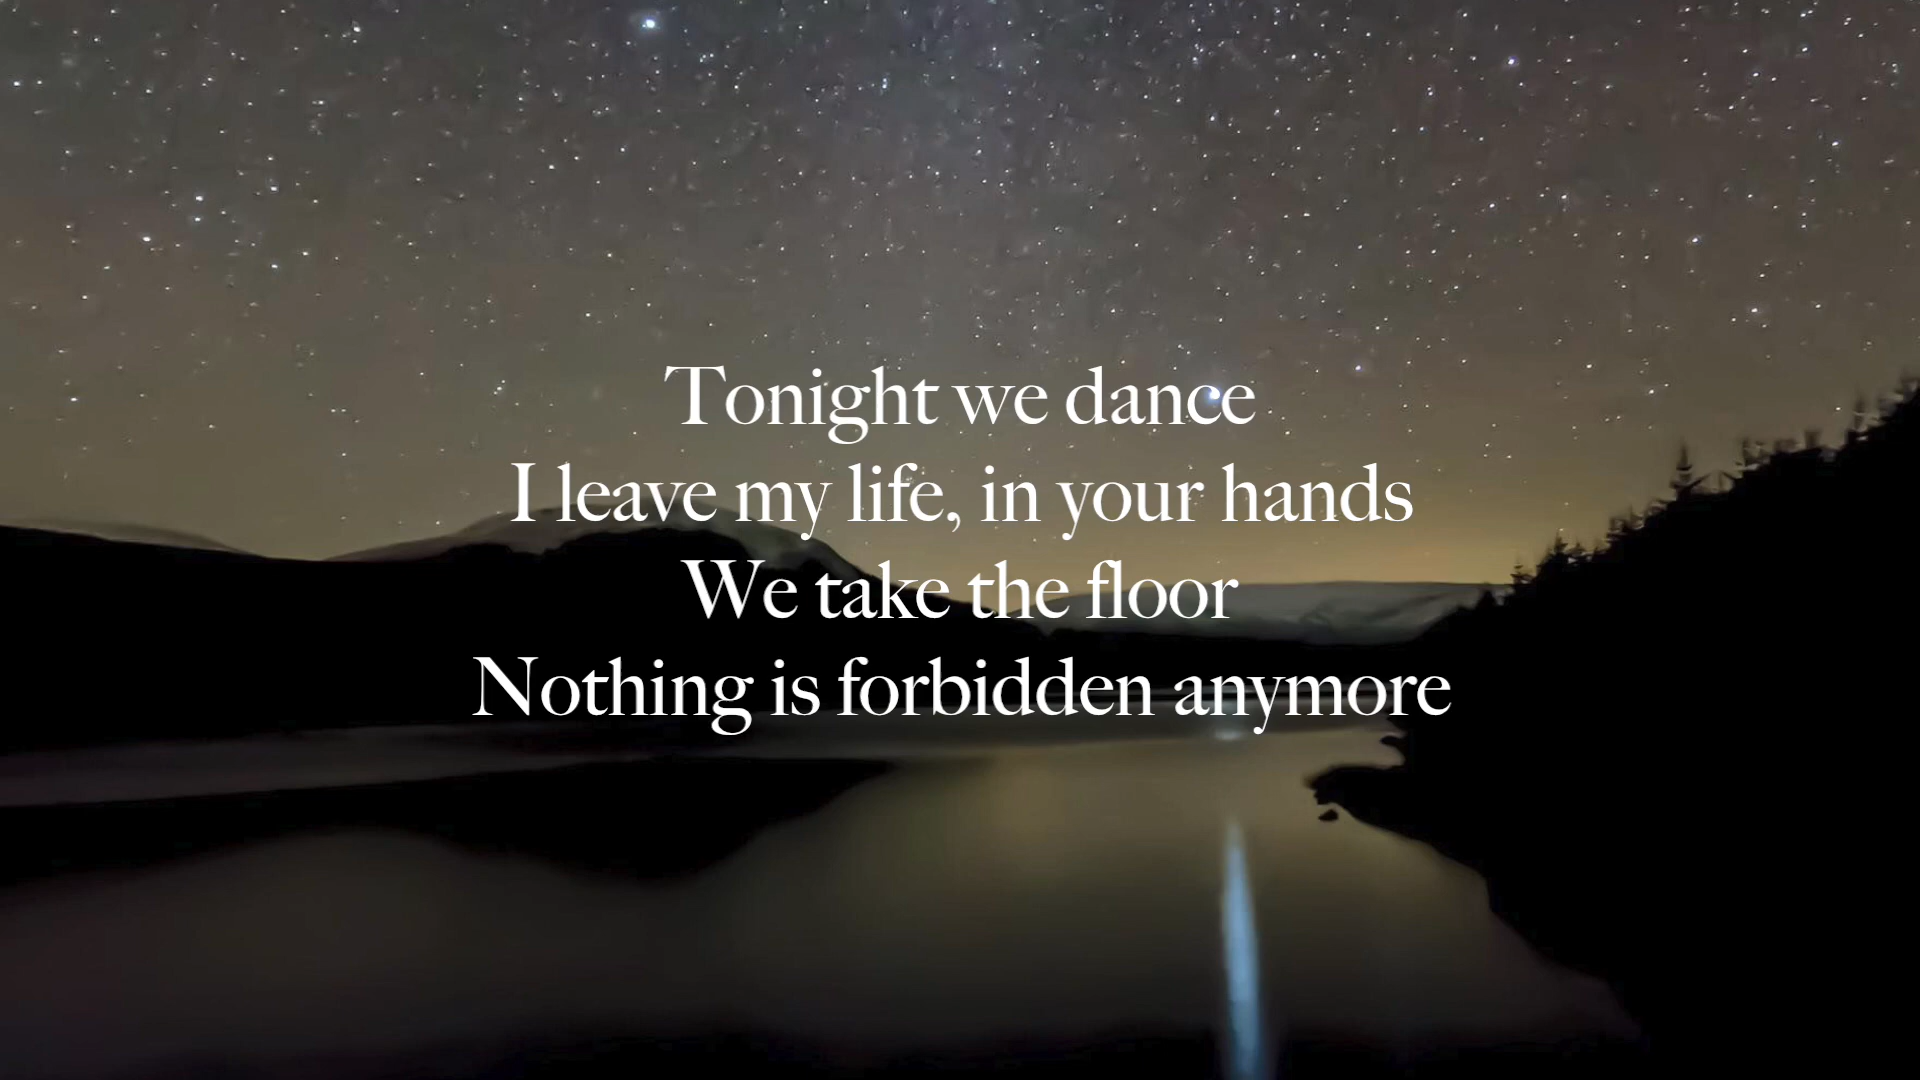 Tonight we dance
I leave my life, in your hands
We take the floor
Nothing is forbidden anymore